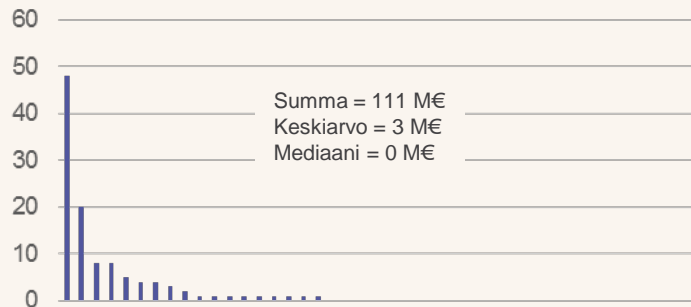 60
50
40
30
20
10
0
Summa = 111 M€
Keskiarvo = 3 M€
Mediaani = 0 M€